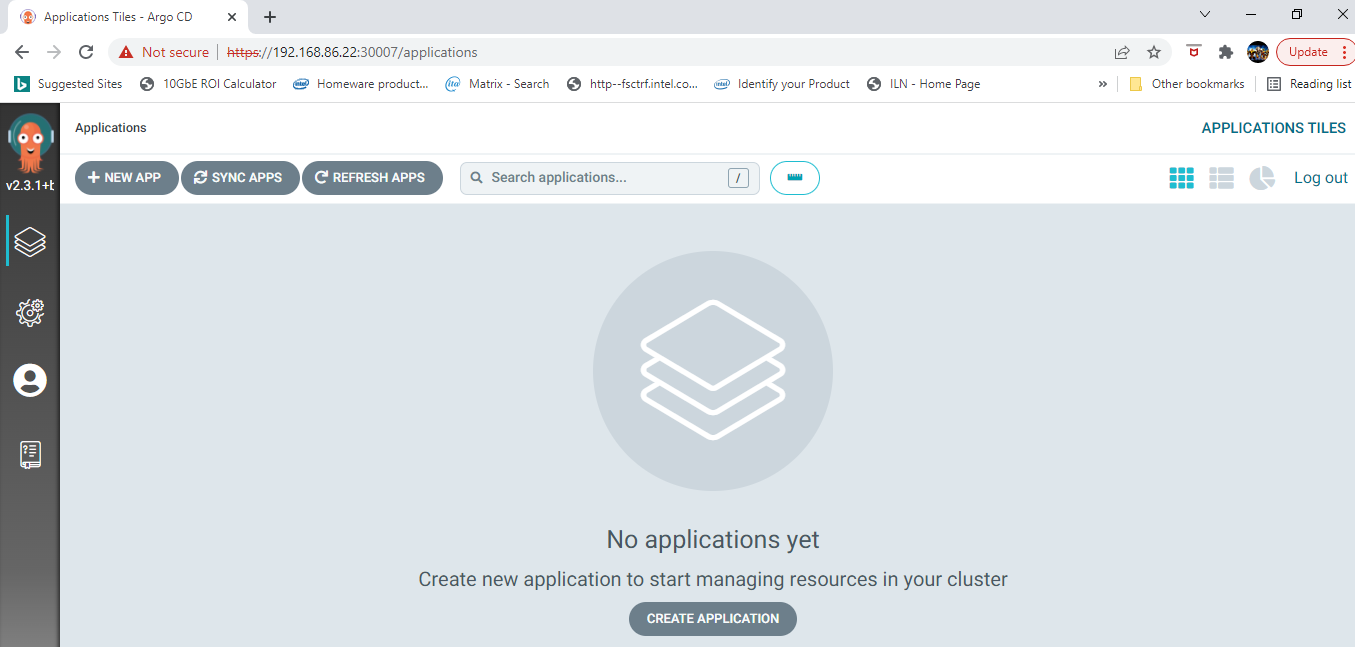 Applications Tiles - Argo CD
Not secure https://192.168.86.22:30007/applications Update
Suggested Sites 10GbE ROI Calculator Homeware product... Matrix - Search http--fsctrf.intel.co... Identify your Product ILN - Home Page » Other bookmarks Reading list
Applications APPLICATIONS TILES
v2.3.1+b
NEW APP SYNC APPS REFRESH APPS Search applications... / Log out
No applications yet
Create new application to start managing resources in your cluster
CREATE APPLICATION